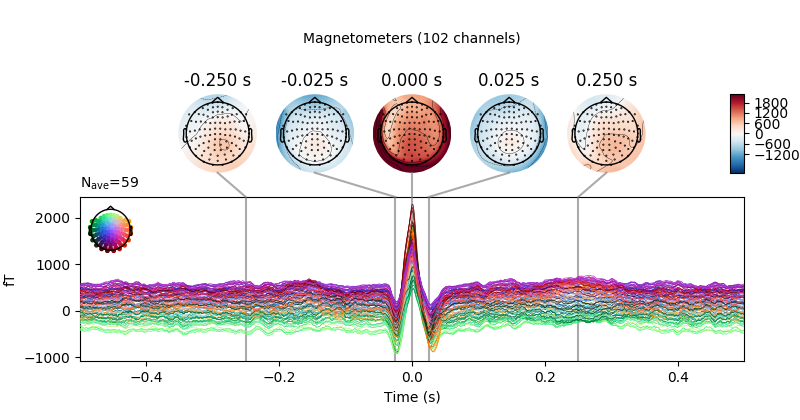 Magnetometers (102 channels)
-0.250 s -0.025 s 0.000 s 0.025 s 0.250 s
1800
1200
600
0
−600
−1200
Nave=59
2000
1000
0
−1000
fT
−0.4 −0.2 0.0 0.2 0.4
Time (s)